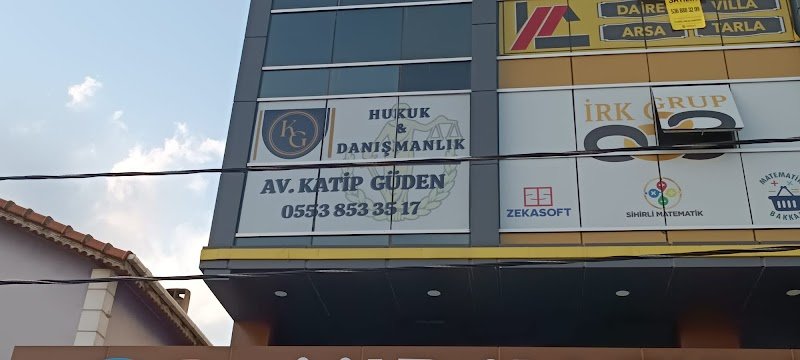 DAİRE
VİLLA
ARSA
TARLA
KG
HUKUK
&
DANIŞMANLIK
AV. KATİP GÜDEN
0553 853 35 17
İRK GRUP
ZEKASOFT
SİHİRLİ MATEMATİK
MATEMATİK